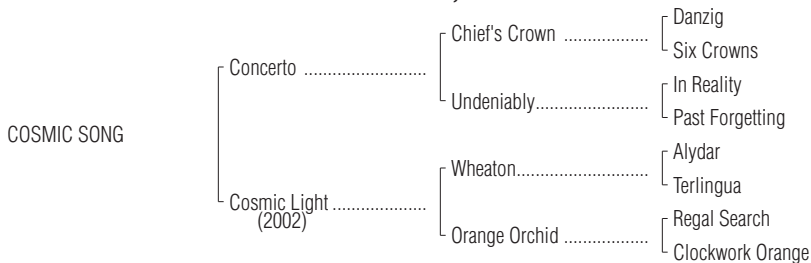 Danzig
Chief's Crown ..................
Six Crowns
Concerto ..........................
In Reality
Undeniably.......................
Past Forgetting
COSMIC SONG
Alydar
Wheaton............................
Terlingua
Cosmic Light ....................
(2002)
Regal Search
Orange Orchid ..................
Clockwork Orange